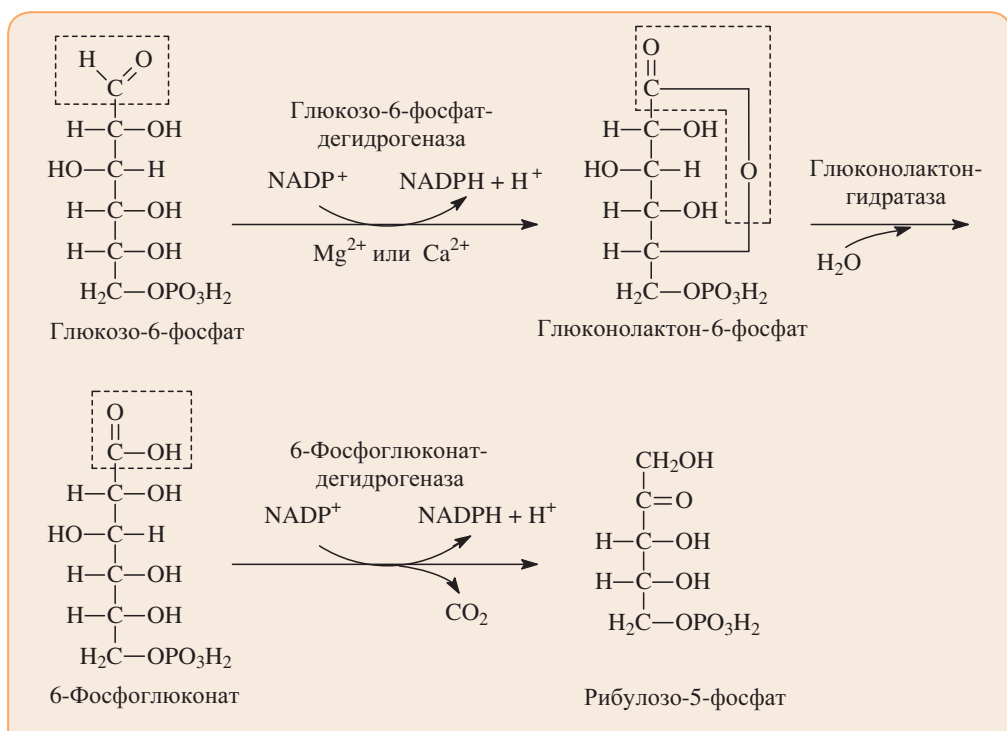 H O
C
H—C—OH
HO—C—H
H—C—OH
H—C—OH
H₂C—OPO₃H₂
Глюкозо-6-фосфат
Глюкозо-6-фосфат-
дегидрогеназа
NADP⁺ NADPH + H⁺
Mg²⁺ или Ca²⁺
O
C
H—C—OH
HO—C—H
O
H—C—OH
H—C
H₂C—OPO₃H₂
Глюконолактон-6-фосфат
Глюконолактон-
гидратаза
H₂O
O
C—OH
H—C—OH
HO—C—H
H—C—OH
H—C—OH
H₂C—OPO₃H₂
6-Фосфоглюконат
6-Фосфоглюконат-
дегидрогеназа
NADP⁺ NADPH + H⁺
CO₂
CH₂OH
C=O
H—C—OH
H—C—OH
H₂C—OPO₃H₂
Рибулозо-5-фосфат